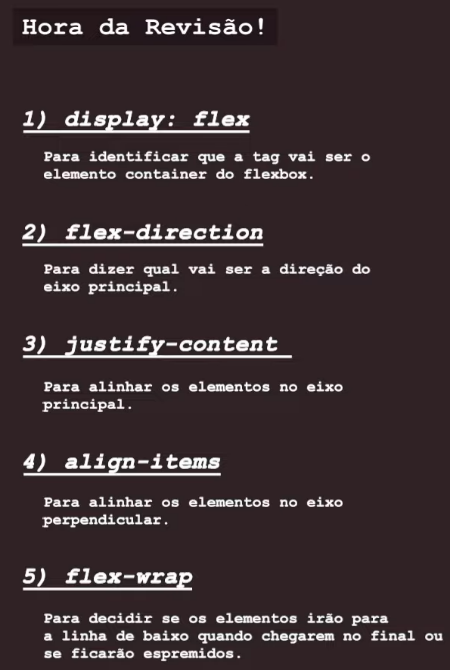 Hora da Revisão!
1) display: flex
Para identificar que a tag vai ser o
elemento container do flexbox.
2) flex-direction
Para dizer qual vai ser a direção do
eixo principal.
3) justify-content
Para alinhar os elementos no eixo
principal.
4) align-items
Para alinhar os elementos no eixo
perpendicular.
5) flex-wrap
Para decidir se os elementos irão para
a linha de baixo quando chegarem no final ou
se ficarão espremidos.